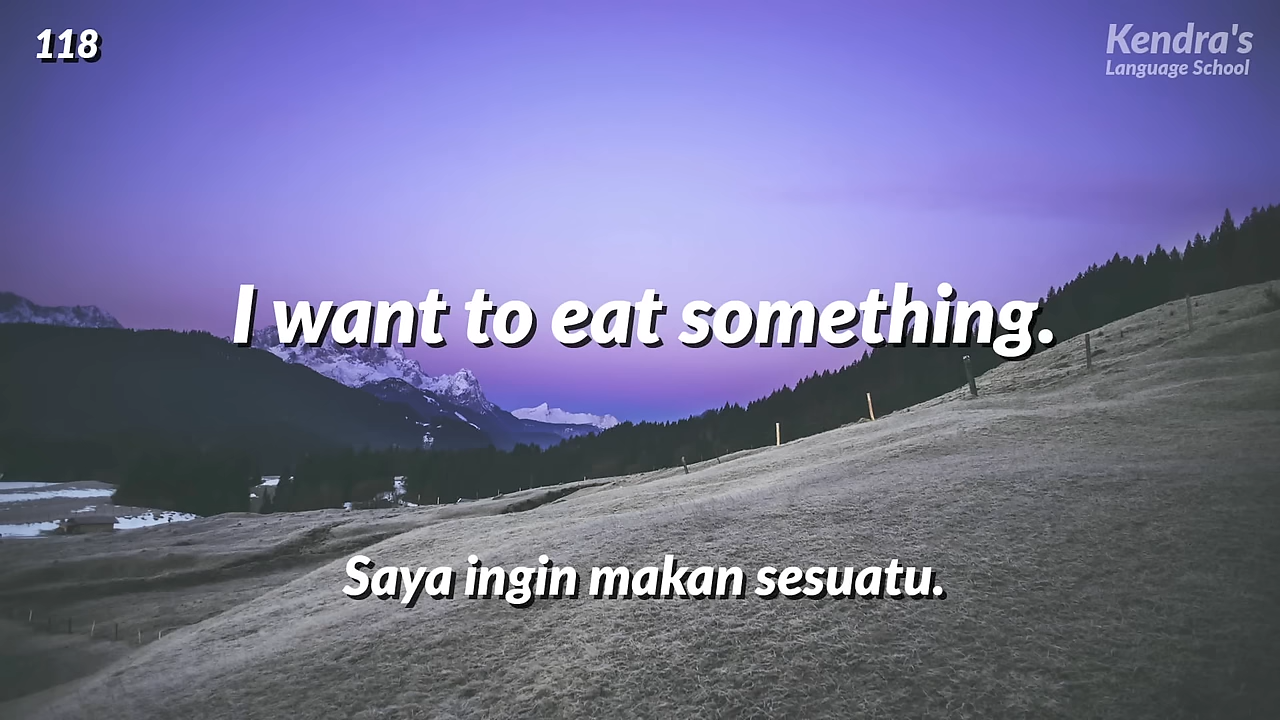 118
Kendra's
Language School
I want to eat something.
Saya ingin makan sesuatu.